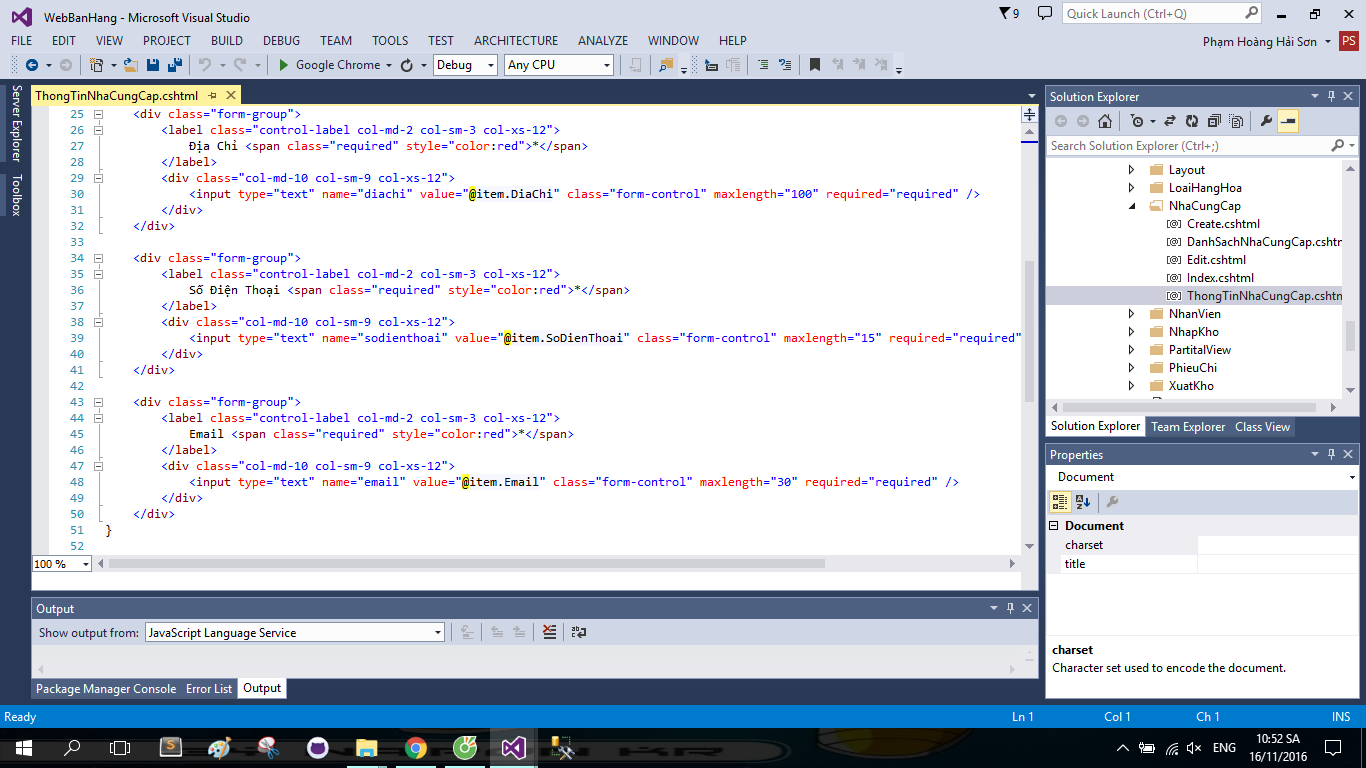 WebBanHang - Microsoft Visual Studio
9
Quick Launch (Ctrl+Q)
FILE EDIT VIEW PROJECT BUILD DEBUG TEAM TOOLS TEST ARCHITECTURE ANALYZE WINDOW HELP
Phạm Hoàng Hải Sơn
PS
Google Chrome
Debug
Any CPU
Server Explorer
Toolbox
ThongTinNhaCungCap.cshtml
25 <div class="form-group">
26 <label class="control-label col-md-2 col-sm-3 col-xs-12">
27 Địa Chỉ <span class="required" style="color:red">*</span>
28 </label>
29 <div class="col-md-10 col-sm-9 col-xs-12">
30 <input type="text" name="diachi" value="@item.DiaChi" class="form-control" maxlength="100" required="required" />
31 </div>
32 </div>
33
34 <div class="form-group">
35 <label class="control-label col-md-2 col-sm-3 col-xs-12">
36 Số Điện Thoại <span class="required" style="color:red">*</span>
37 </label>
38 <div class="col-md-10 col-sm-9 col-xs-12">
39 <input type="text" name="sodienthoai" value="@item.SoDienThoai" class="form-control" maxlength="15" required="required"
40 </div>
41 </div>
42
43 <div class="form-group">
44 <label class="control-label col-md-2 col-sm-3 col-xs-12">
45 Email <span class="required" style="color:red">*</span>
46 </label>
47 <div class="col-md-10 col-sm-9 col-xs-12">
48 <input type="text" name="email" value="@item.Email" class="form-control" maxlength="30" required="required" />
49 </div>
50 </div>
51 }
52
100 %
Output
Show output from: JavaScript Language Service
Package Manager Console Error List Output
Solution Explorer
Search Solution Explorer (Ctrl+;)
Layout
LoaiHangHoa
NhaCungCap
Create.cshtml
DanhSachNhaCungCap.cshtm
Edit.cshtml
Index.cshtml
ThongTinNhaCungCap.cshtm
NhanVien
NhapKho
PartitalView
PhieuChi
XuatKho
Solution Explorer Team Explorer Class View
Properties
Document
Document
charset
title
charset
Character set used to encode the document.
Ready
Ln 1 Col 1 Ch 1 INS
ENG
10:52 SA
16/11/2016